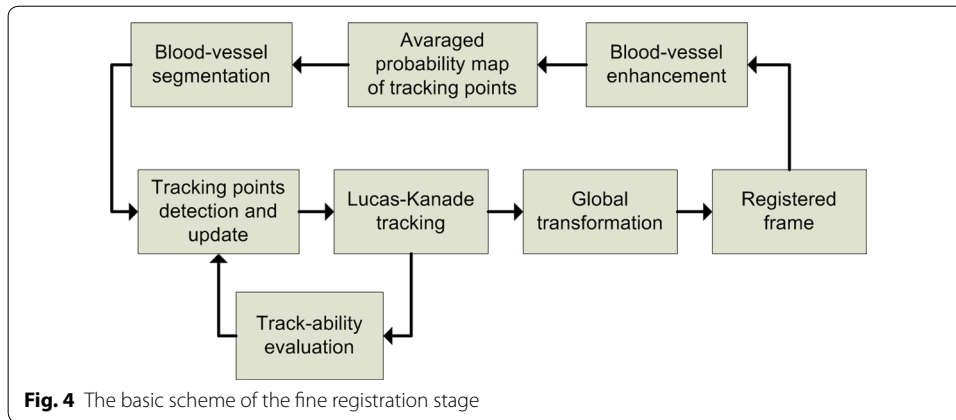 Blood-vessel
segmentation
Avaraged
probability map
of tracking points
Blood-vessel
enhancement
Tracking points
detection and
update
Lucas-Kanade
tracking
Global
transformation
Registered
frame
Track-ability
evaluation
Fig. 4 The basic scheme of the fine registration stage